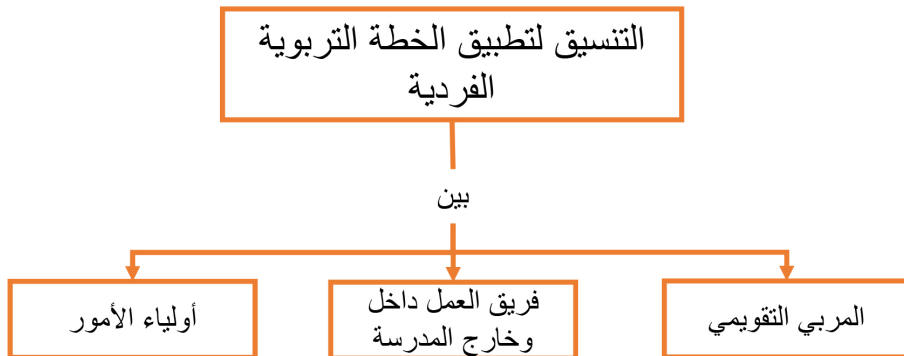 التنسيق لتطبيق الخطة التربوية
الفردية
بين
المربي التقويمي
فريق العمل داخل
وخارج المدرسة
أولياء الأمور